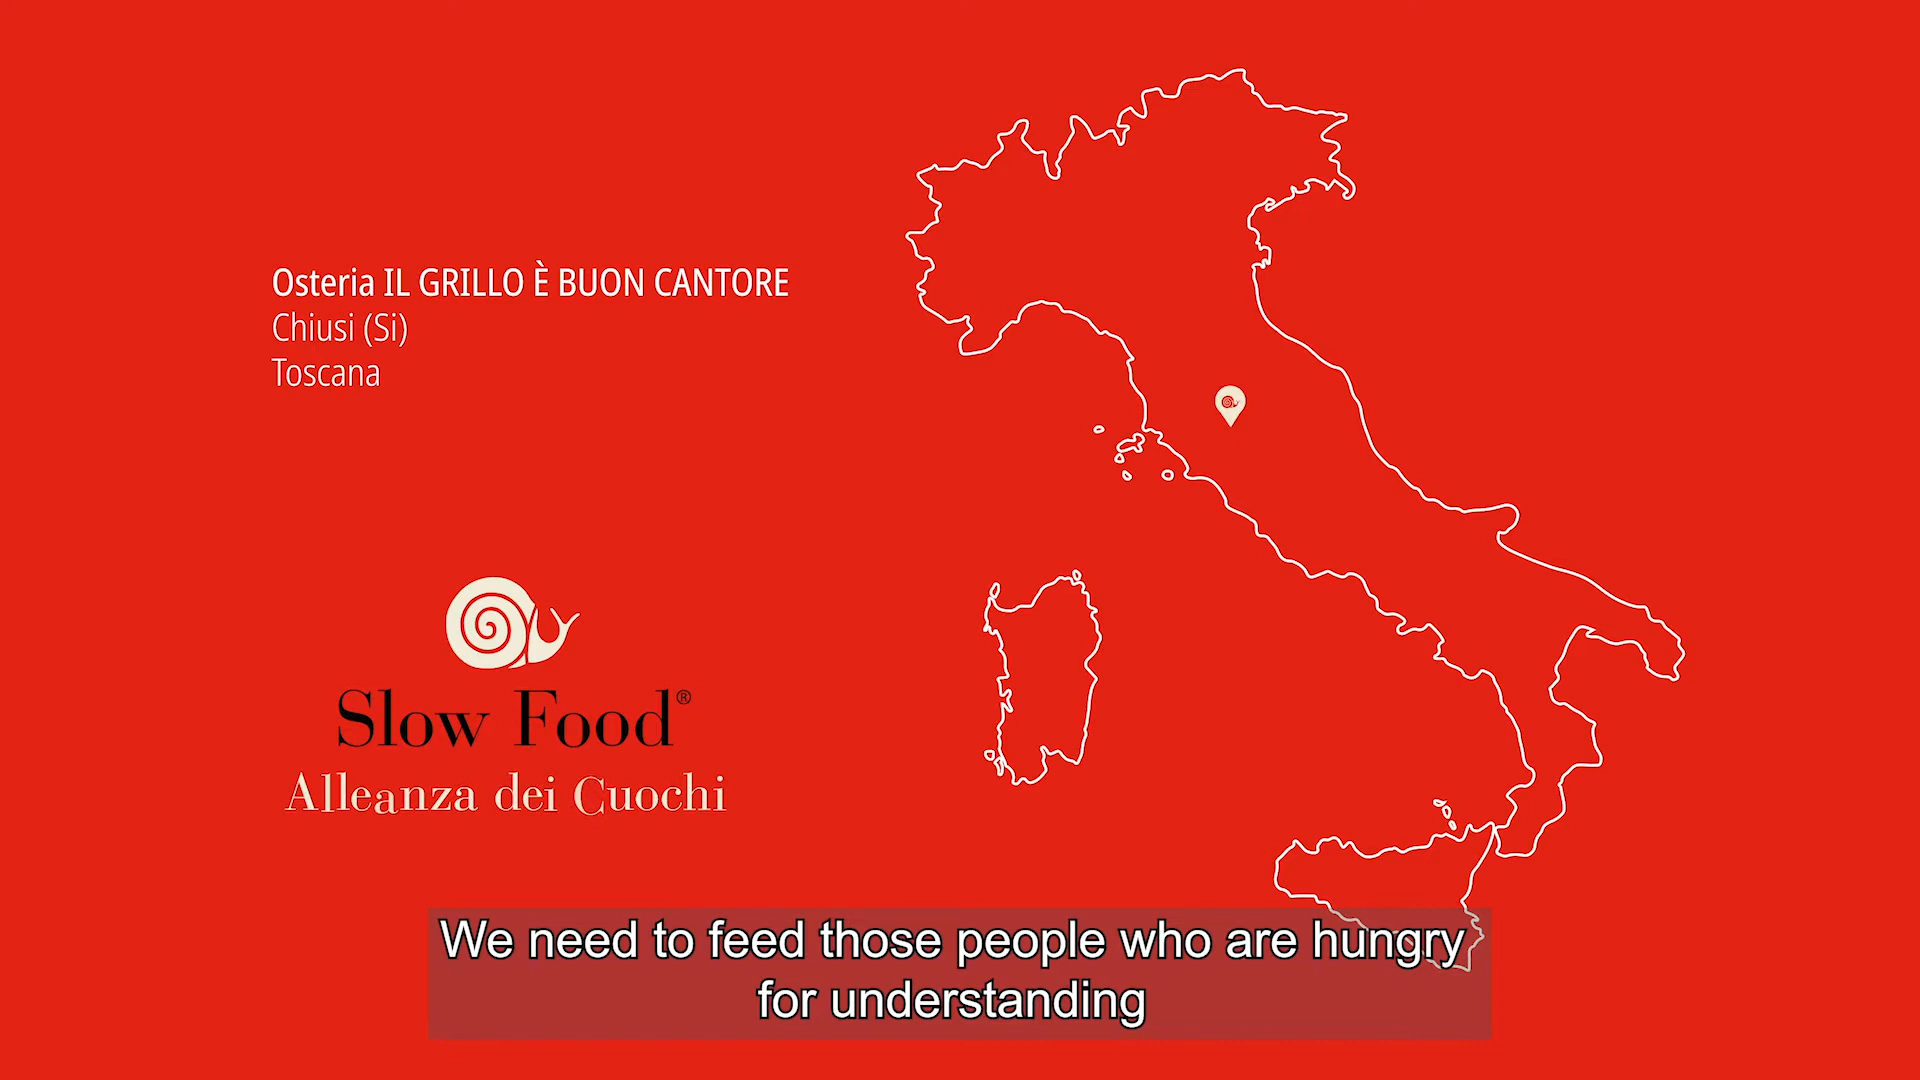 Osteria IL GRILLO È BUON CANTORE
Chiusi (Si)
Toscana
Slow Food®
Alleanza dei Cuochi
We need to feed those people who are hungry
for understanding